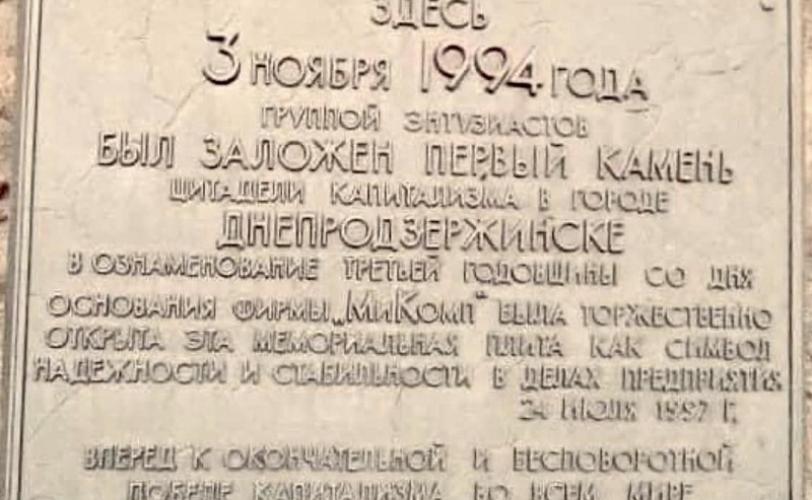 ЗДЕСЬ
3 НОЯБРЯ 1994 ГОДА
ГРУППОЙ ЭНТУЗИАСТОВ
БЫЛ ЗАЛОЖЕН ПЕРВЫЙ КАМЕНЬ
ЦИТАДЕЛИ КАПИТАЛИЗМА В ГОРОДЕ
ДНЕПРОДЗЕРЖИНСКЕ
В ОЗНАМЕНОВАНИЕ ТРЕТЬЕЙ ГОДОВЩИНЫ СО ДНЯ
ОСНОВАНИЯ ФИРМЫ „МИКОМП" БЫЛА ТОРЖЕСТВЕННО
ОТКРЫТА ЭТА МЕМОРИАЛЬНАЯ ПЛИТА КАК СИМВОЛ
НАДЕЖНОСТИ И СТАБИЛЬНОСТИ В ДЕЛАХ ПРЕДПРИЯТИЯ
24 ИЮЛЯ 1997 Г.
ВПЕРЕД К ОКОНЧАТЕЛЬНОЙ И БЕСПОВОРОТНОЙ
ПОБЕДЕ КАПИТАЛИЗМА ВО ВСЕМ МИРЕ